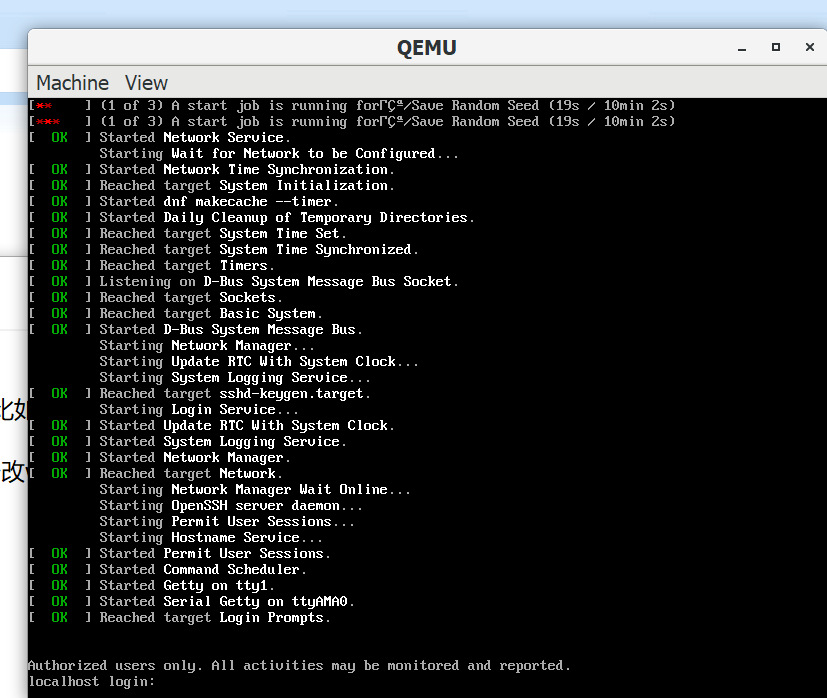 QEMU
Machine View
[** ] (1 of 3) A start job is running forΓÇª/Save Random Seed (19s / 10min 2s)
[*** ] (1 of 3) A start job is running forΓÇª/Save Random Seed (19s / 10min 2s)
[ OK ] Started Network Service.
Starting Wait for Network to be Configured...
[ OK ] Started Network Time Synchronization.
[ OK ] Reached target System Initialization.
[ OK ] Started dnf makecache --timer.
[ OK ] Started Daily Cleanup of Temporary Directories.
[ OK ] Reached target System Time Set.
[ OK ] Reached target System Time Synchronized.
[ OK ] Reached target Timers.
[ OK ] Listening on D-Bus System Message Bus Socket.
[ OK ] Reached target Sockets.
[ OK ] Reached target Basic System.
[ OK ] Started D-Bus System Message Bus.
Starting Network Manager...
Starting Update RTC With System Clock...
Starting System Logging Service...
[ OK ] Reached target sshd-keygen.target.
Starting Login Service...
[ OK ] Started Update RTC With System Clock.
[ OK ] Started System Logging Service.
[ OK ] Started Network Manager.
[ OK ] Reached target Network.
Starting Network Manager Wait Online...
Starting OpenSSH server daemon...
Starting Permit User Sessions...
Starting Hostname Service...
[ OK ] Started Permit User Sessions.
[ OK ] Started Command Scheduler.
[ OK ] Started Getty on tty1.
[ OK ] Started Serial Getty on ttyAMA0.
[ OK ] Reached target Login Prompts.
Authorized users only. All activities may be monitored and reported.
localhost login:
比如
改